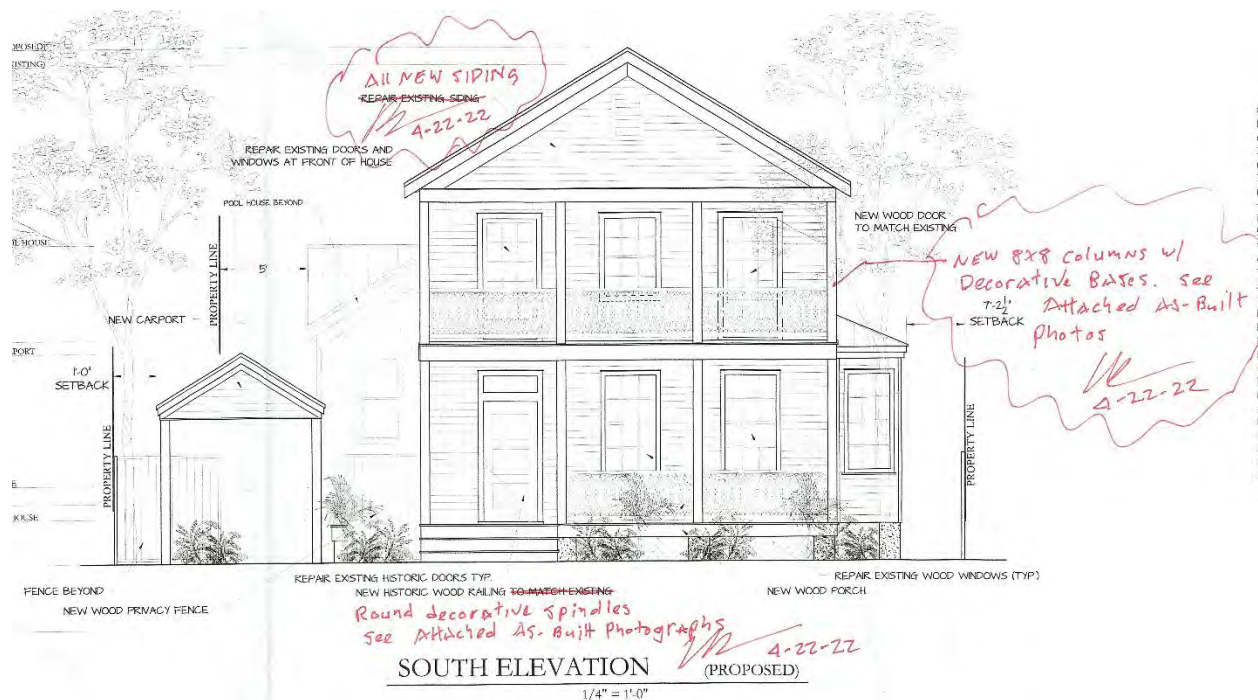 All NEW SIDING
REPAIR EXISTING SIDING
4-22-22
REPAIR EXISTING DOORS AND
WINDOWS AT FRONT OF HOUSE
POOL HOUSE BEYOND
PROPERTY LINE
5'
NEW CARPORT
PORT
1'-0"
SETBACK
PROPERTY LINE
HOUSE
NEW WOOD DOOR
TO MATCH EXISTING
NEW 8X8 Columns w/
Decorative BASES. See
Attached As-Built
Photos
4-22-22
7'-2½"
SETBACK
PROPERTY LINE
FENCE BEYOND
NEW WOOD PRIVACY FENCE
REPAIR EXISTING HISTORIC DOORS TYP.
NEW HISTORIC WOOD RAILING TO MATCH EXISTING
Round decorative spindles
see Attached As-Built Photographs
4-22-22
NEW WOOD PORCH
REPAIR EXISTING WOOD WINDOWS (TYP)
SOUTH ELEVATION (PROPOSED)
1/4" = 1'-0"